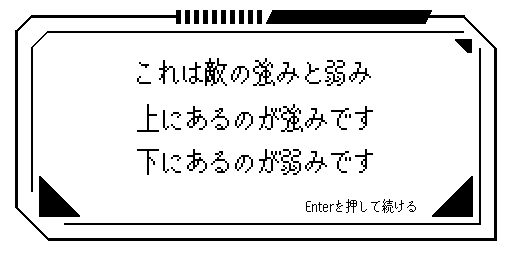 これは敵の強みと弱み
上にあるのが強みです
下にあるのが弱みです
Enterを押して続ける